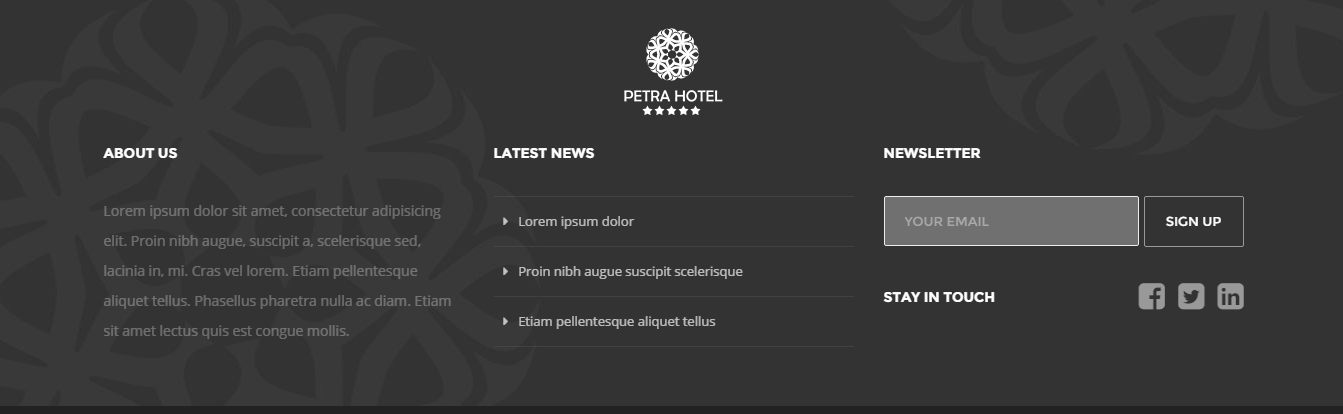 PETRA HOTEL
ABOUT US
Lorem ipsum dolor sit amet, consectetur adipisicing
elit. Proin nibh augue, suscipit a, scelerisque sed,
lacinia in, mi. Cras vel lorem. Etiam pellentesque
aliquet tellus. Phasellus pharetra nulla ac diam. Etiam
sit amet lectus quis est congue mollis.
LATEST NEWS
Lorem ipsum dolor
Proin nibh augue suscipit scelerisque
Etiam pellentesque aliquet tellus
NEWSLETTER
YOUR EMAIL
SIGN UP
STAY IN TOUCH